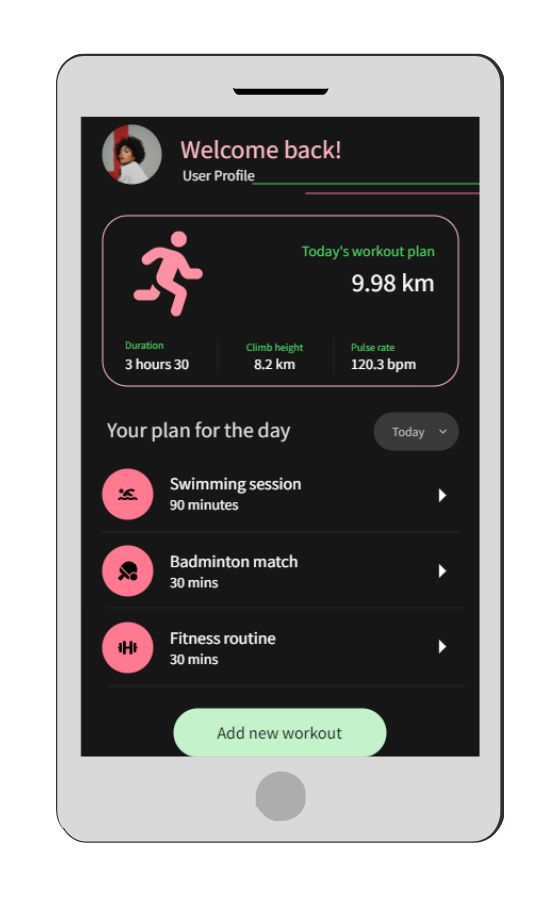 Welcome back!
User Profile
Today's workout plan
9.98 km
Duration
3 hours 30
Climb height
8.2 km
Pulse rate
120.3 bpm
Your plan for the day
Today
Swimming session
90 minutes
Badminton match
30 mins
Fitness routine
30 mins
Add new workout